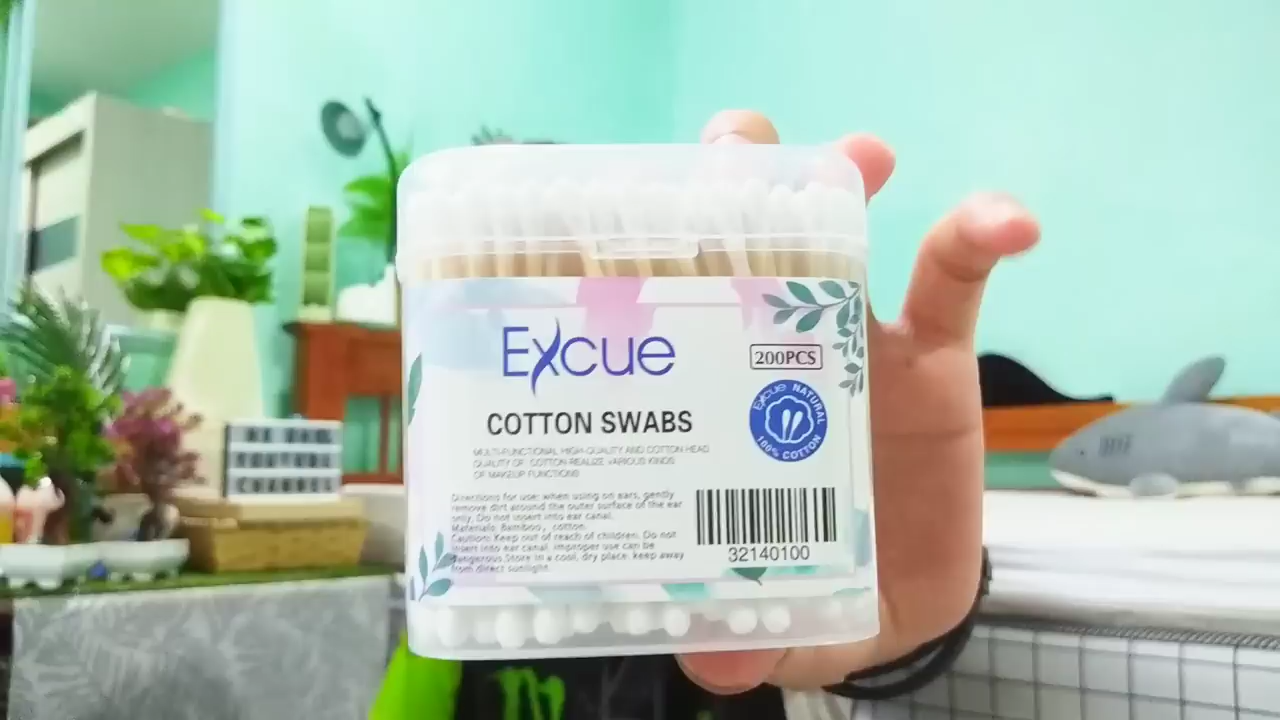 Excue
200PCS
COTTON SWABS
Excue NATURAL
100% COTTON
MULTI-FUNCTIONAL HIGH-QUALITY AND COTTON HEAD
QUALITY OF COTTON REALIZE VARIOUS KINDS
OF MAKEUP FUNCTIONS
Directions for use: when using on ears, gently
remove dirt around the outer surface of the ear
only. Do not insert into ear canal.
Materials: Bamboo, cotton
Caution: Keep out of reach of children. Do not
insert into ear canal. improper use can be
dangerous.Store in a cool, dry place. keep away
from direct sunlight.
32140100
YOUTUBE
CHANNEL